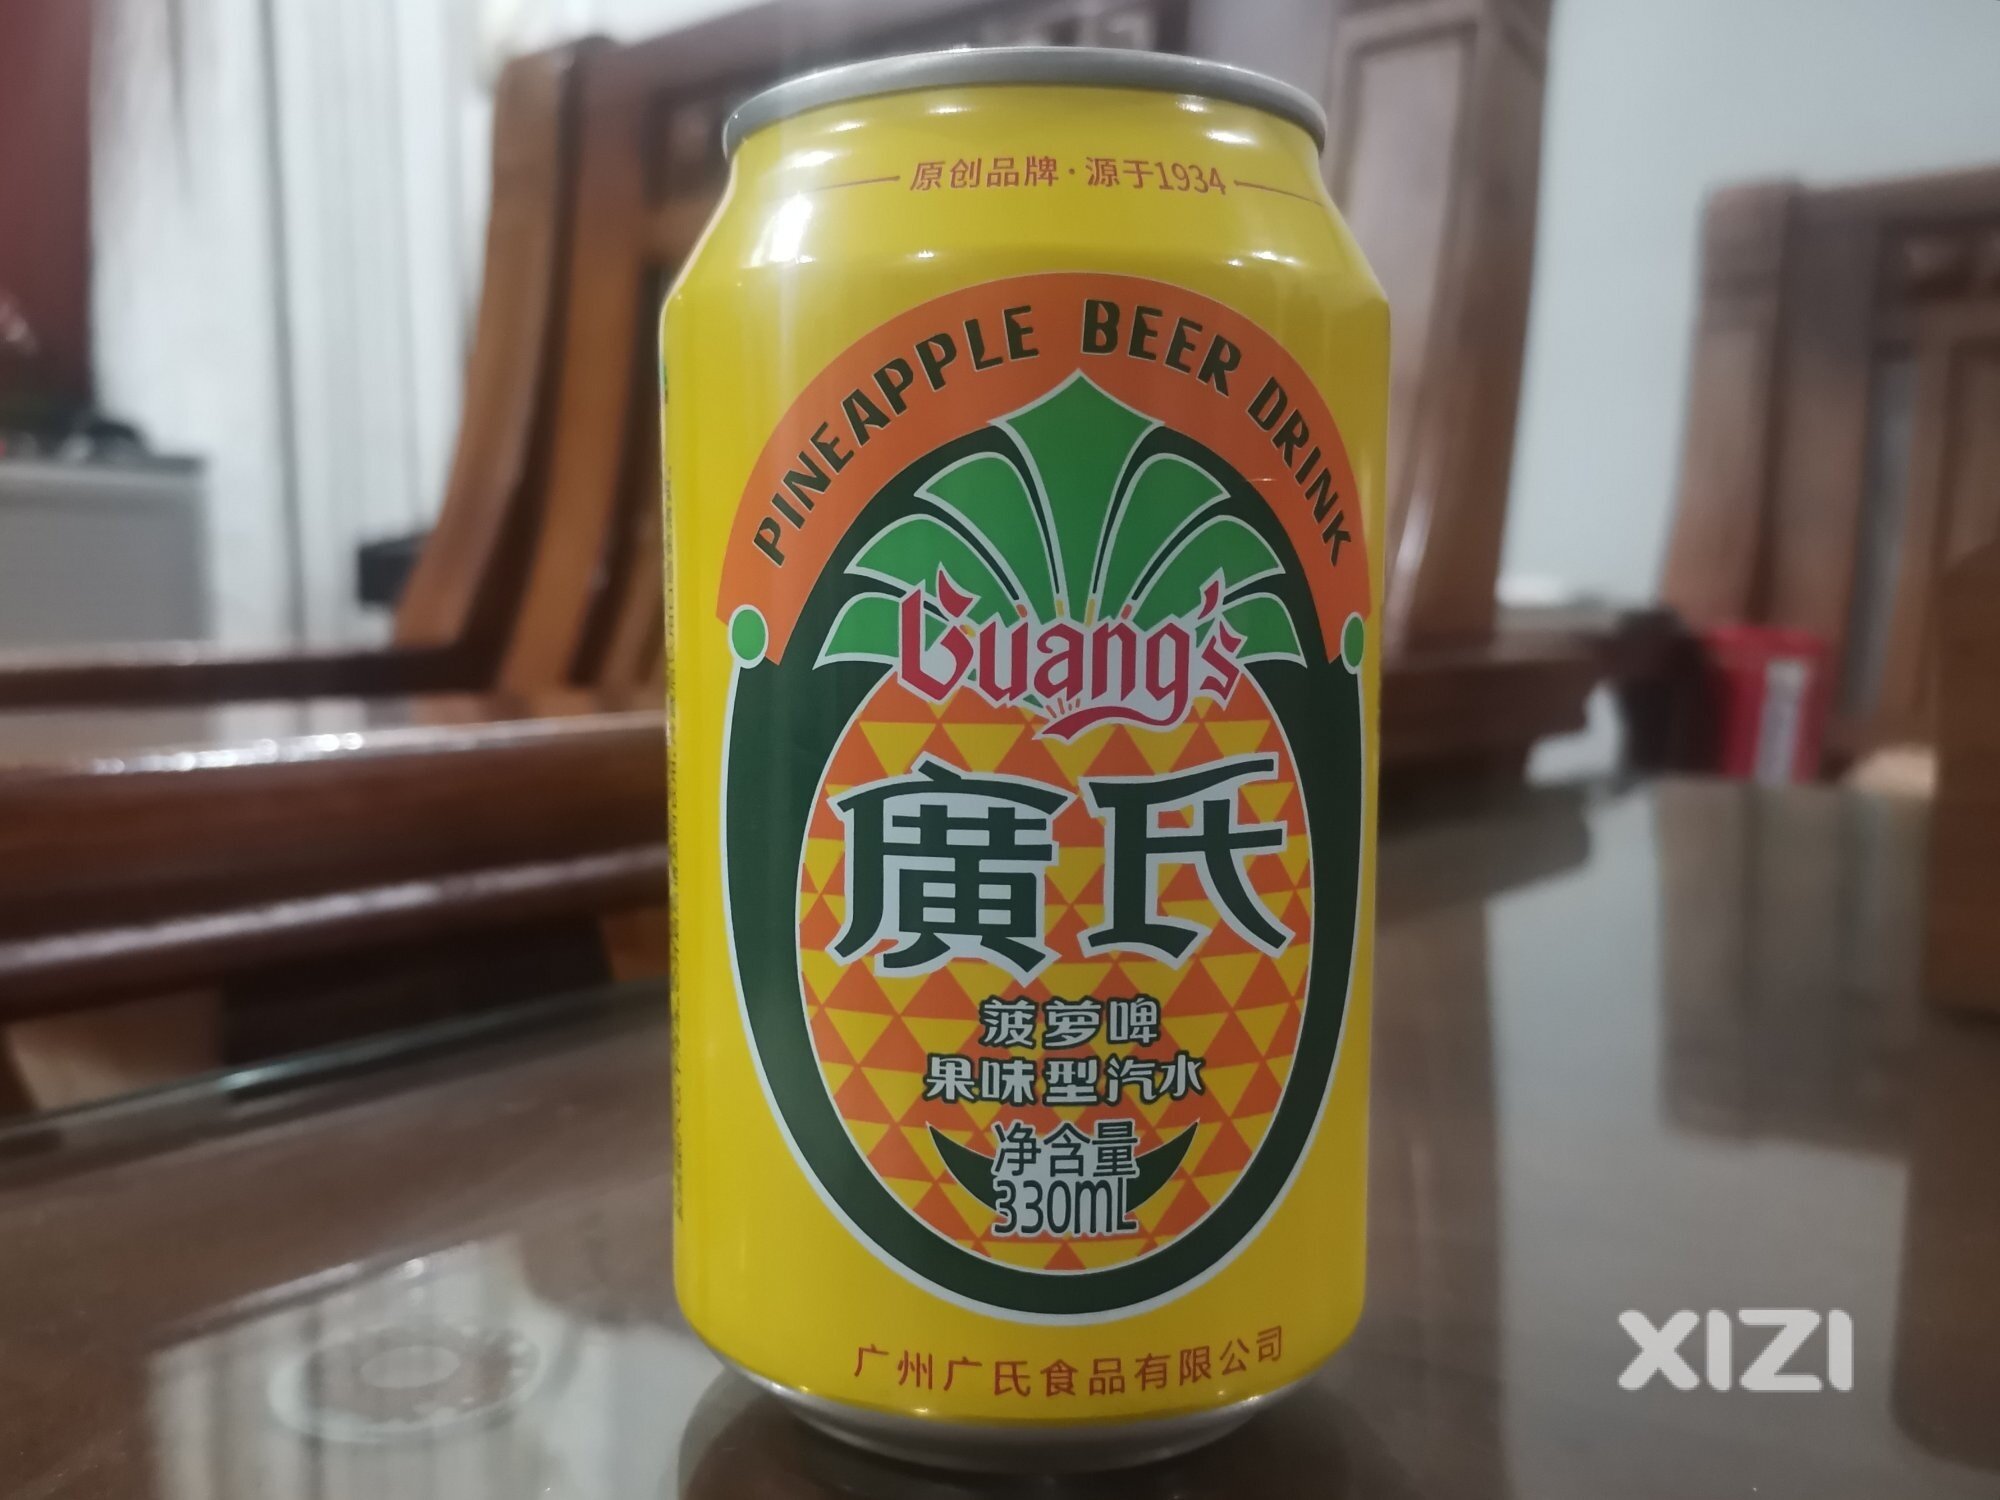 原创品牌·源于1934
PINEAPPLE BEER DRINK
Guang's
廣氏
菠萝啤
果味型汽水
净含量
330mL
广州广氏食品有限公司
XIZI